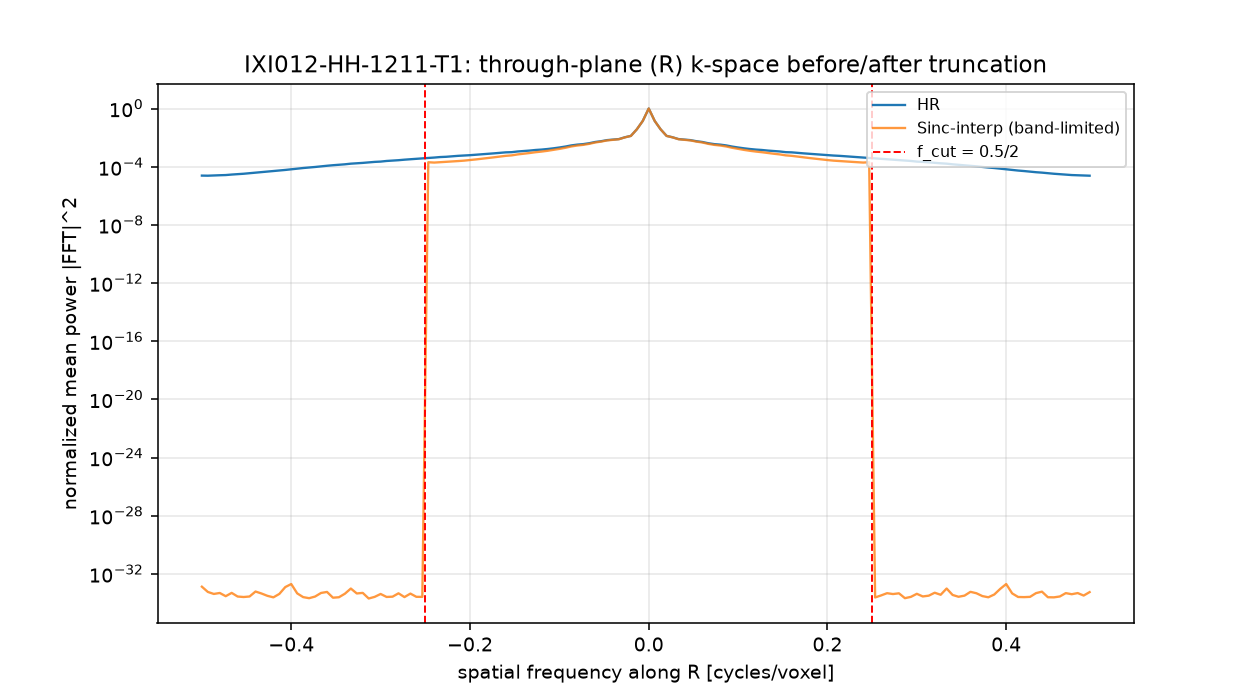 IXI012-HH-1211-T1: through-plane (R) k-space before/after truncation
normalized mean power |FFT|^2
10^0
10^−4
10^−8
10^−12
10^−16
10^−20
10^−24
10^−28
10^−32
HR
Sinc-interp (band-limited)
f_cut = 0.5/2
−0.4
−0.2
0.0
0.2
0.4
spatial frequency along R [cycles/voxel]